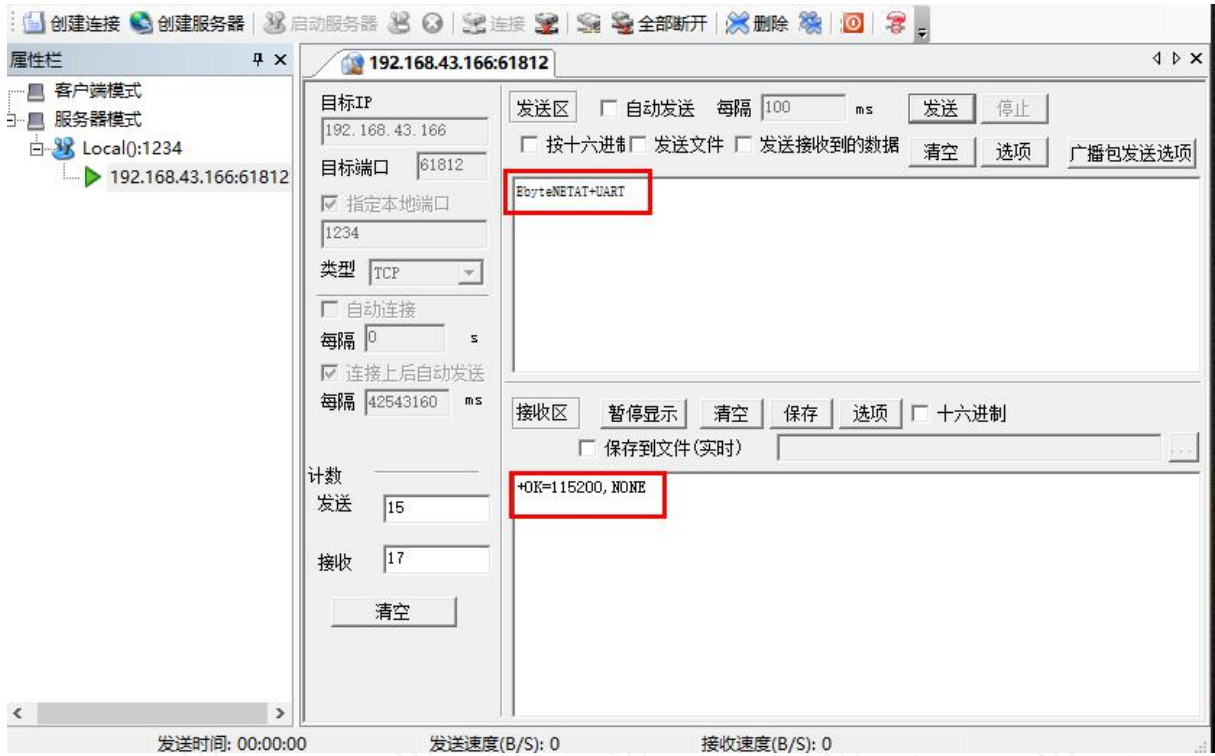 创建连接 创建服务器 启动服务器 连接 全部断开 删除
属性栏
客户端模式
服务器模式
Local():1234
192.168.43.166:61812
192.168.43.166:61812
目标IP
192.168.43.166
目标端口 61812
指定本地端口
1234
类型 TCP
自动连接
每隔 0 s
连接上后自动发送
每隔 42543160 ms
计数
发送 15
接收 17
清空
发送区 自动发送 每隔 100 ms 发送 停止
按十六进制 发送文件 发送接收到的数据 清空 选项 广播包发送选项
EbyteNETAT+UART
接收区 暂停显示 清空 保存 选项 十六进制
保存到文件(实时) ...
+OK=115200,NONE
发送时间: 00:00:00 发送速度(B/S): 0 接收速度(B/S): 0